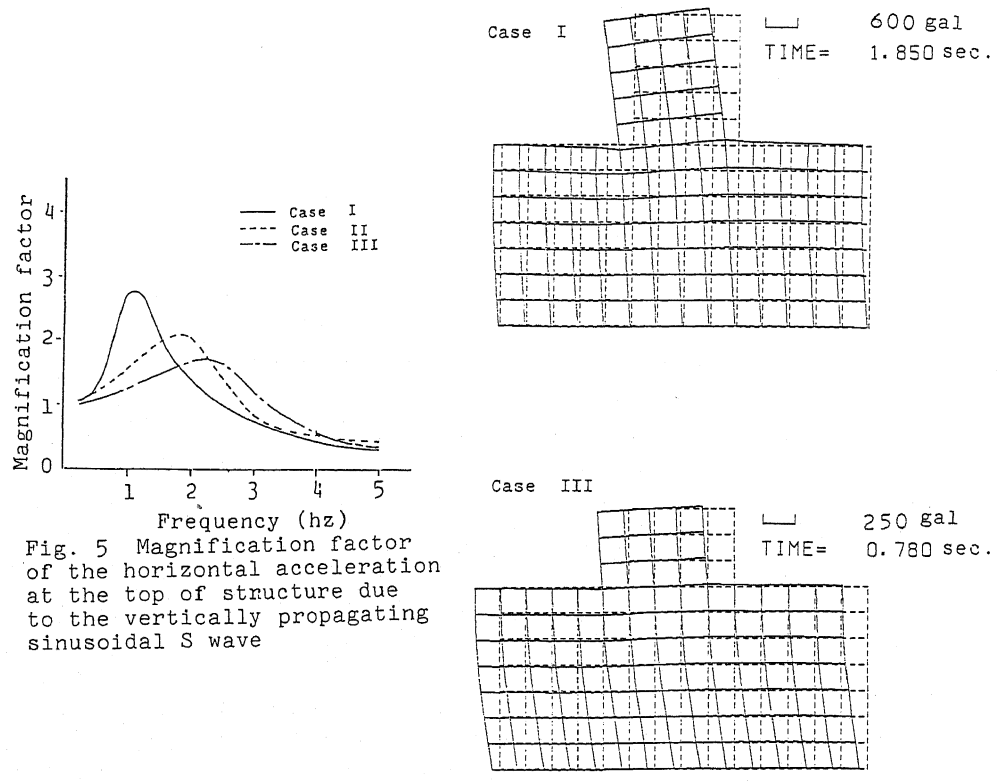 Magnification factor
4
3
2
1
0
1 2 3 4 5
Frequency (hz)
Case I
Case II
Case III
Fig. 5 Magnification factor
of the horizontal acceleration
at the top of structure due
to the vertically propagating
sinusoidal S wave
Case I
600 gal
TIME= 1.850 sec.
Case III
250 gal
TIME= 0.780 sec.